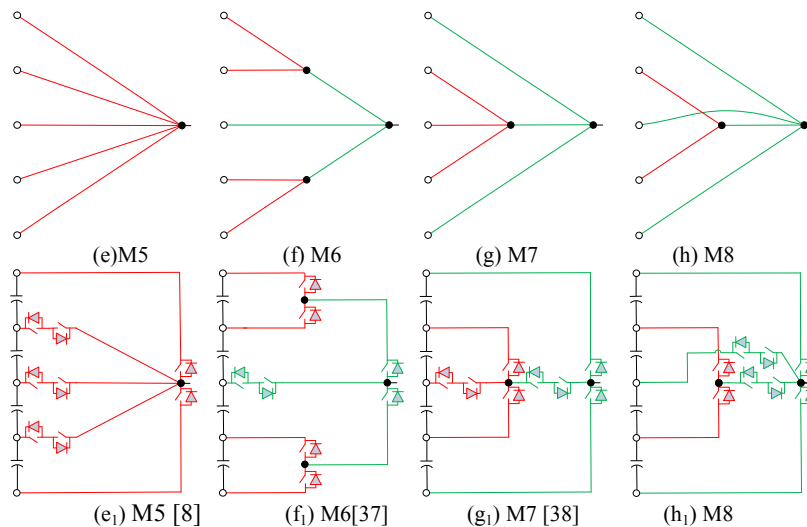 (e)M5 (f) M6 (g) M7 (h) M8
(e₁) M5 [8] (f₁) M6[37] (g₁) M7 [38] (h₁) M8